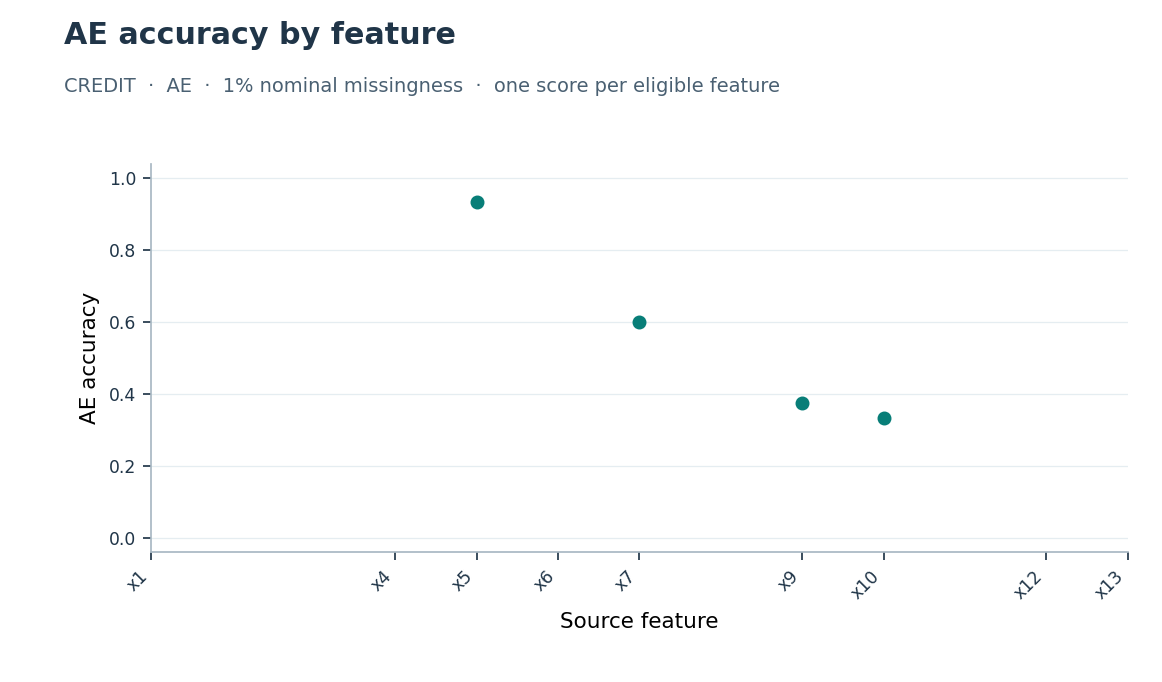 AE accuracy by feature
CREDIT · AE · 1% nominal missingness · one score per eligible feature
1.0
0.8
0.6
0.4
0.2
0.0
AE accuracy
x1 x4 x5 x6 x7 x9 x10 x12 x13
Source feature